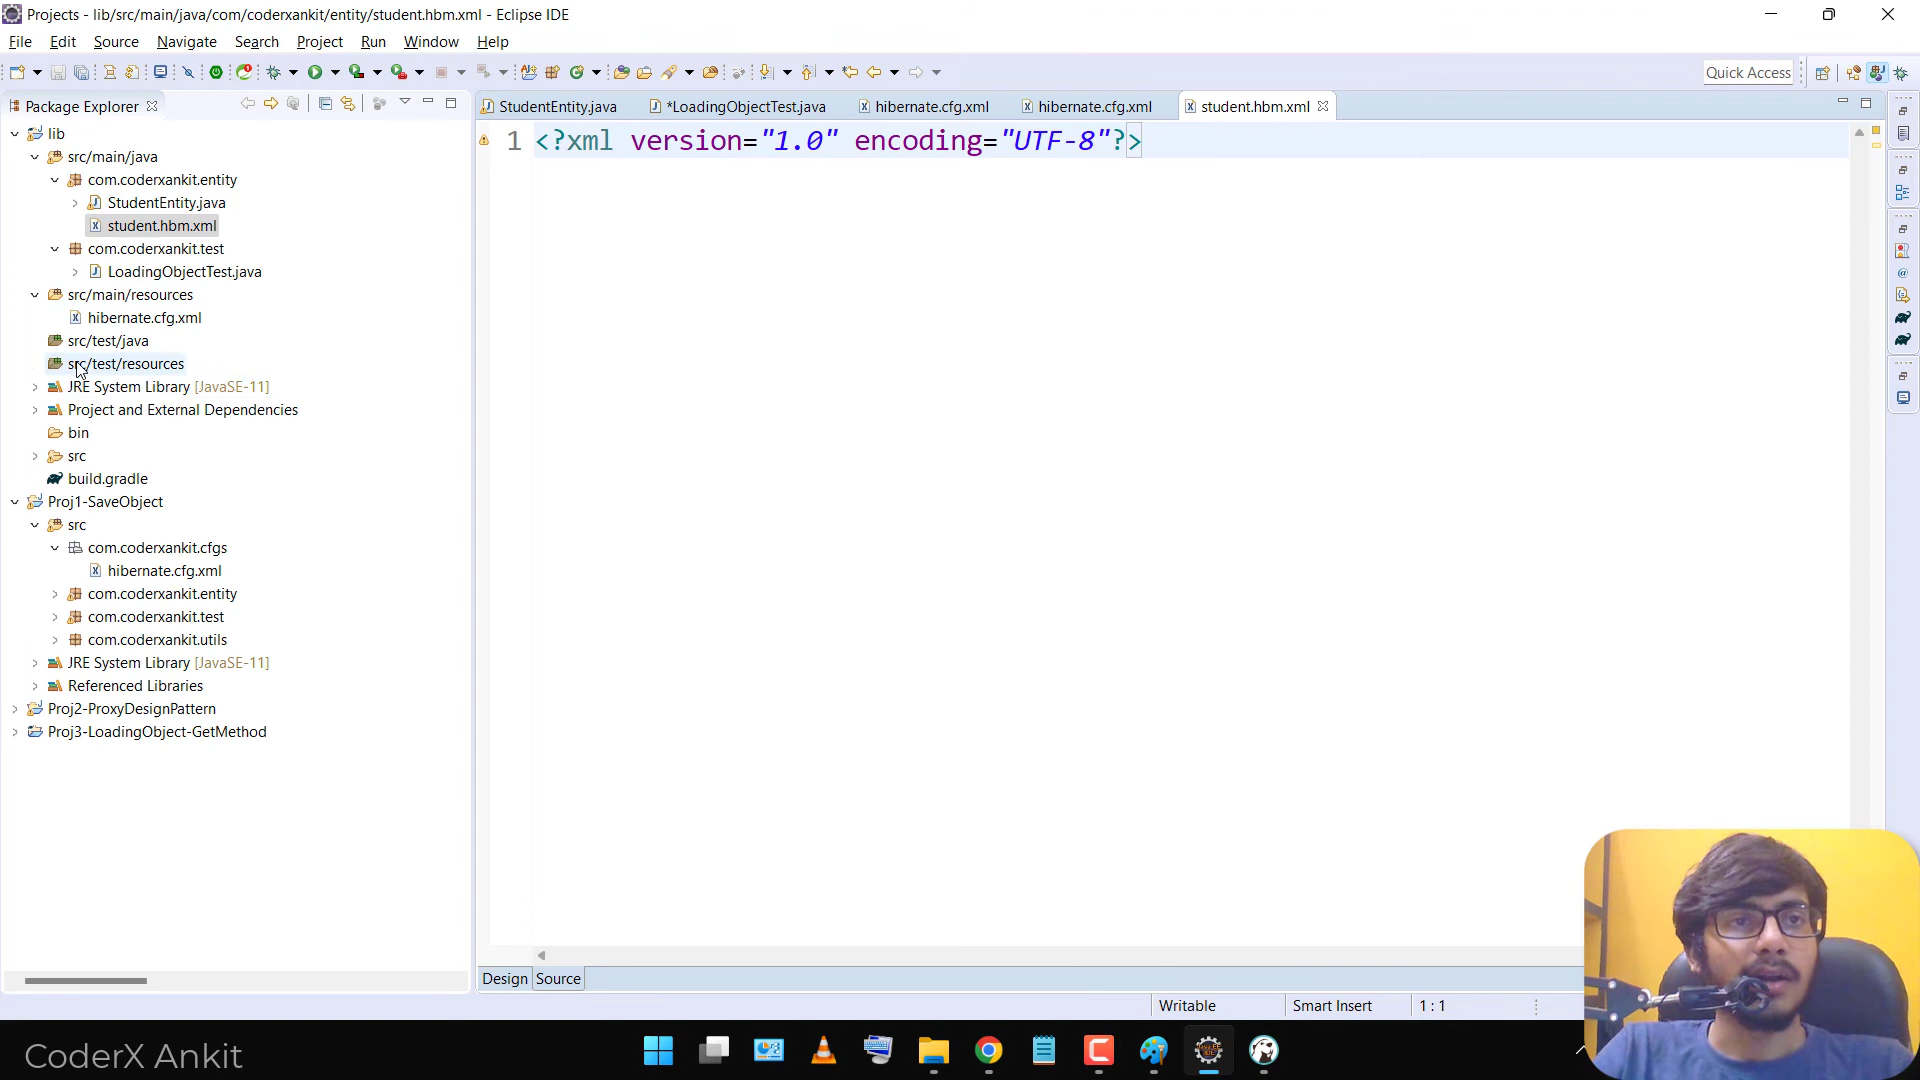 Projects - lib/src/main/java/com/coderxankit/entity/student.hbm.xml - Eclipse IDE
File Edit Source Navigate Search Project Run Window Help
Quick Access
Package Explorer
StudentEntity.java *LoadingObjectTest.java hibernate.cfg.xml hibernate.cfg.xml student.hbm.xml
1 <?xml version="1.0" encoding="UTF-8"?>
lib
src/main/java
com.coderxankit.entity
StudentEntity.java
student.hbm.xml
com.coderxankit.test
LoadingObjectTest.java
src/main/resources
hibernate.cfg.xml
src/test/java
src/test/resources
JRE System Library [JavaSE-11]
Project and External Dependencies
bin
src
build.gradle
Proj1-SaveObject
src
com.coderxankit.cfgs
hibernate.cfg.xml
com.coderxankit.entity
com.coderxankit.test
com.coderxankit.utils
JRE System Library [JavaSE-11]
Referenced Libraries
Proj2-ProxyDesignPattern
Proj3-LoadingObject-GetMethod
Design Source
Writable Smart Insert 1 : 1
CoderX Ankit